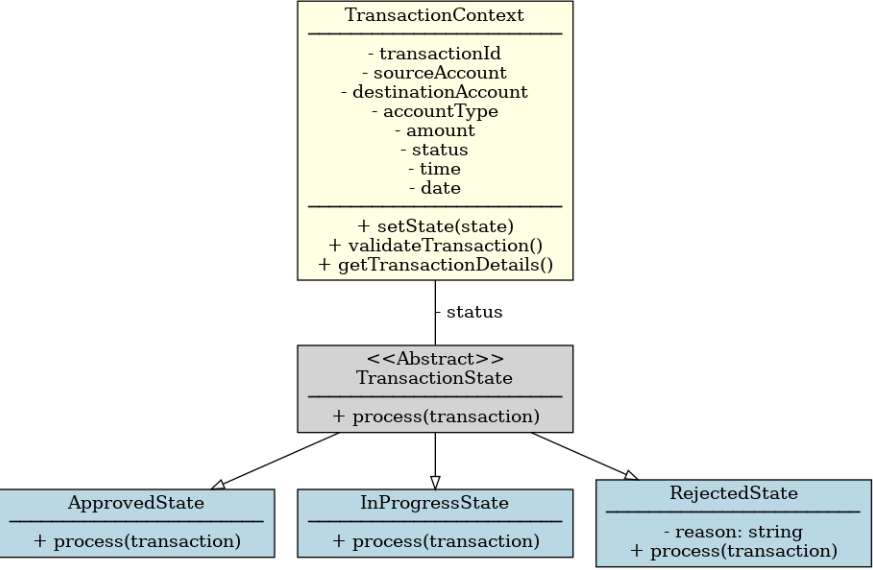 TransactionContext
- transactionId
- sourceAccount
- destinationAccount
- accountType
- amount
- status
- time
- date
+ setState(state)
+ validateTransaction()
+ getTransactionDetails()
- status
<<Abstract>>
TransactionState
+ process(transaction)
ApprovedState
+ process(transaction)
InProgressState
+ process(transaction)
RejectedState
- reason: string
+ process(transaction)